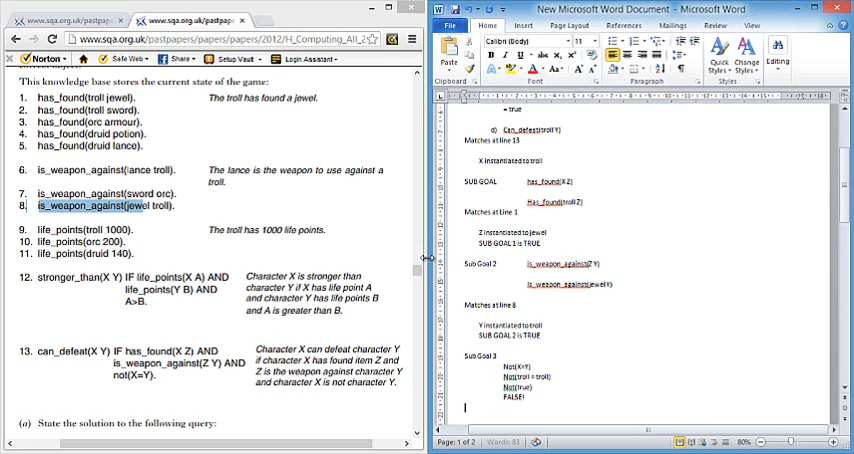 www.sqa.org.uk/pastpape
www.sqa.org.uk/pastpape
www.sqa.org.uk/pastpapers/papers/papers/2012/H_Computing_All_2
Norton
Safe Web
Share
Setup Vault
Login Assistant
This knowledge base stores the current state of the game:
1. has_found(troll jewel). The troll has found a jewel.
2. has_found(troll sword).
3. has_found(orc armour).
4. has_found(druid potion).
5. has_found(druid lance).
6. is_weapon_against(lance troll). The lance is the weapon to use against a
troll.
7. is_weapon_against(sword orc).
8. is_weapon_against(jewel troll).
9. life_points(troll 1000). The troll has 1000 life points.
10. life_points(orc 200).
11. life_points(druid 140).
12. stronger_than(X Y) IF life_points(X A) AND
life_points(Y B) AND
A>B.
Character X is stronger than
character Y if X has life point A
and character Y has life points B
and A is greater than B.
13. can_defeat(X Y) IF has_found(X Z) AND
is_weapon_against(Z Y) AND
not(X=Y).
Character X can defeat character Y
if character X has found item Z and
Z is the weapon against character Y
and character X is not character Y.
(a) State the solution to the following query:
New Microsoft Word Document - Microsoft Word
File Home Insert Page Layout References Mailings Review View
Calibri (Body) 11
Paste
Quick Styles
Change Styles
Editing
Clipboard Font Paragraph Styles
= true
d) Can_defeat(troll Y)
Matches at line 13
X instantiated to troll
SUB GOAL has_found(X Z)
Has_found(troll Z)
Matches at Line 1
Z instantiated to jewel
SUB GOAL 1 is TRUE
Sub Goal 2 is_weapon_against(Z Y)
is_weapon_against(jewel Y)
Matches at line 8
Y instantiated to troll
SUB GOAL 2 is TRUE
Sub Goal 3
Not(X=Y)
Not(troll = troll)
Not(true)
FALSE!
Page: 1 of 2 Words: 83 80%